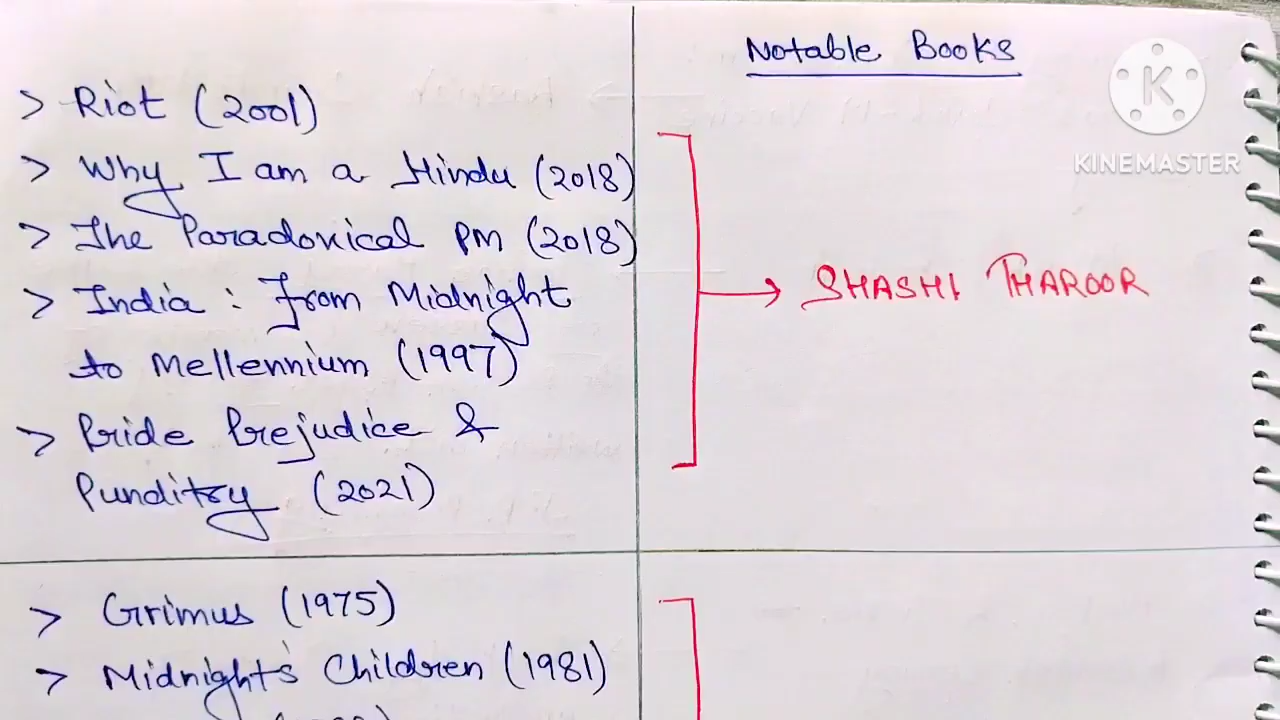 Notable Books
> Riot (2001)
> Why I am a Hindu (2018)
> The Paradoxical PM (2018)
> India : From Midnight
to Mellennium (1997)
> Pride Prejudice &
Punditry (2021)
SHASHI THAROOR
> Grimus (1975)
> Midnight's Children (1981)
K
KINEMASTER